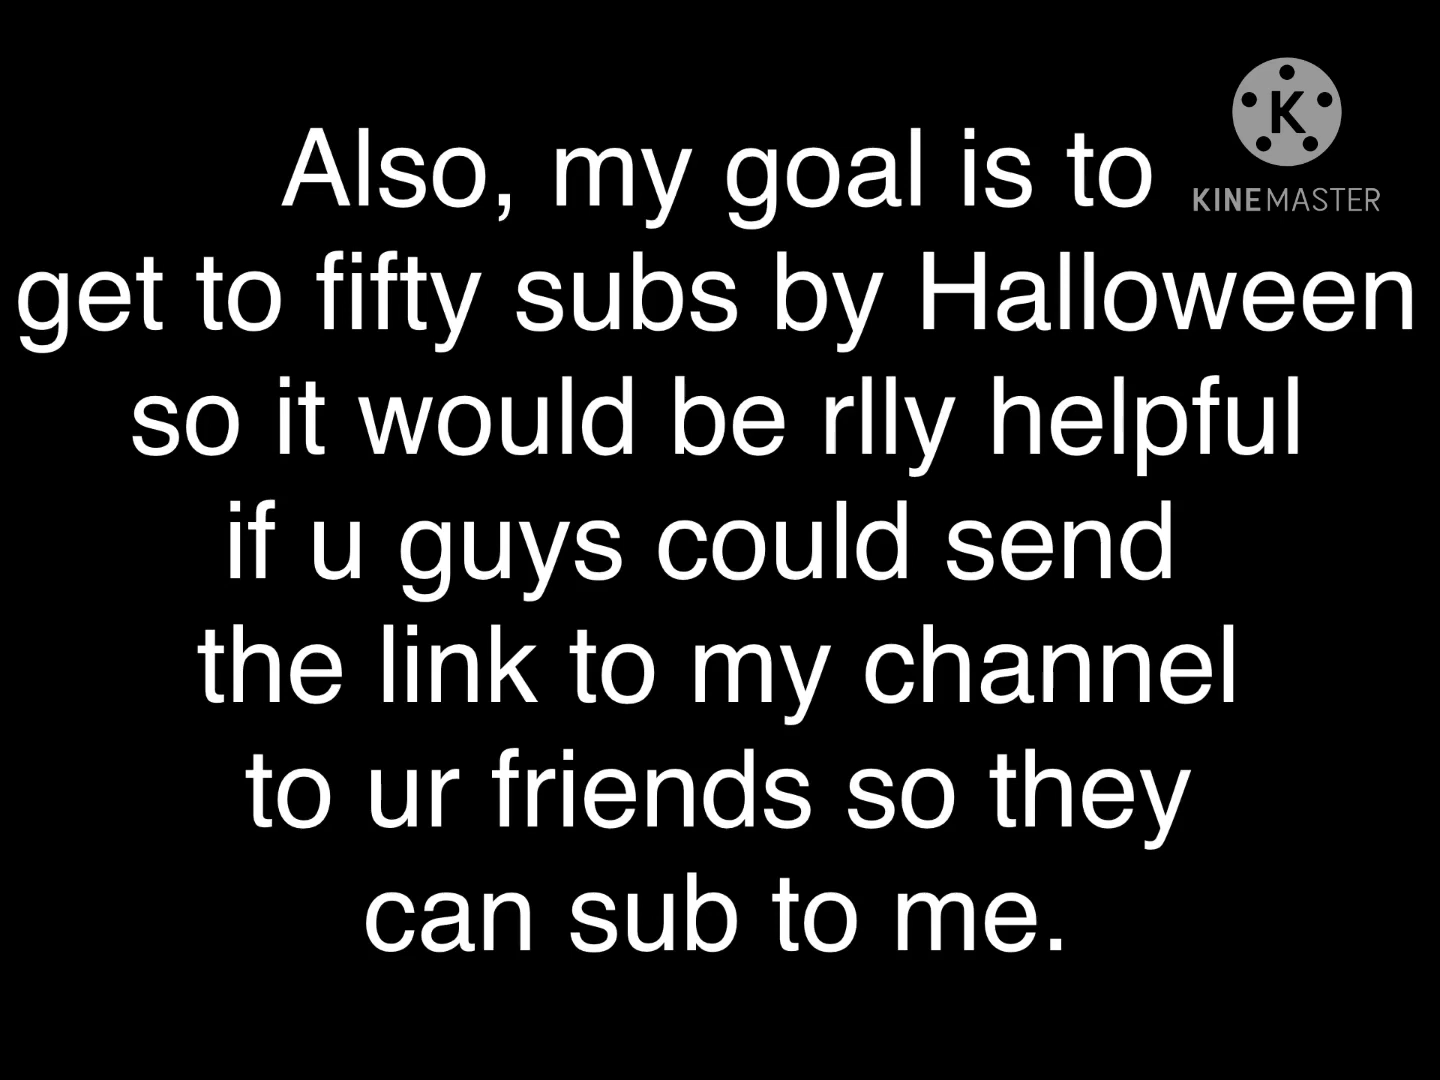 K
KINEMASTER
Also, my goal is to
get to fifty subs by Halloween
so it would be rlly helpful
if u guys could send
the link to my channel
to ur friends so they
can sub to me.